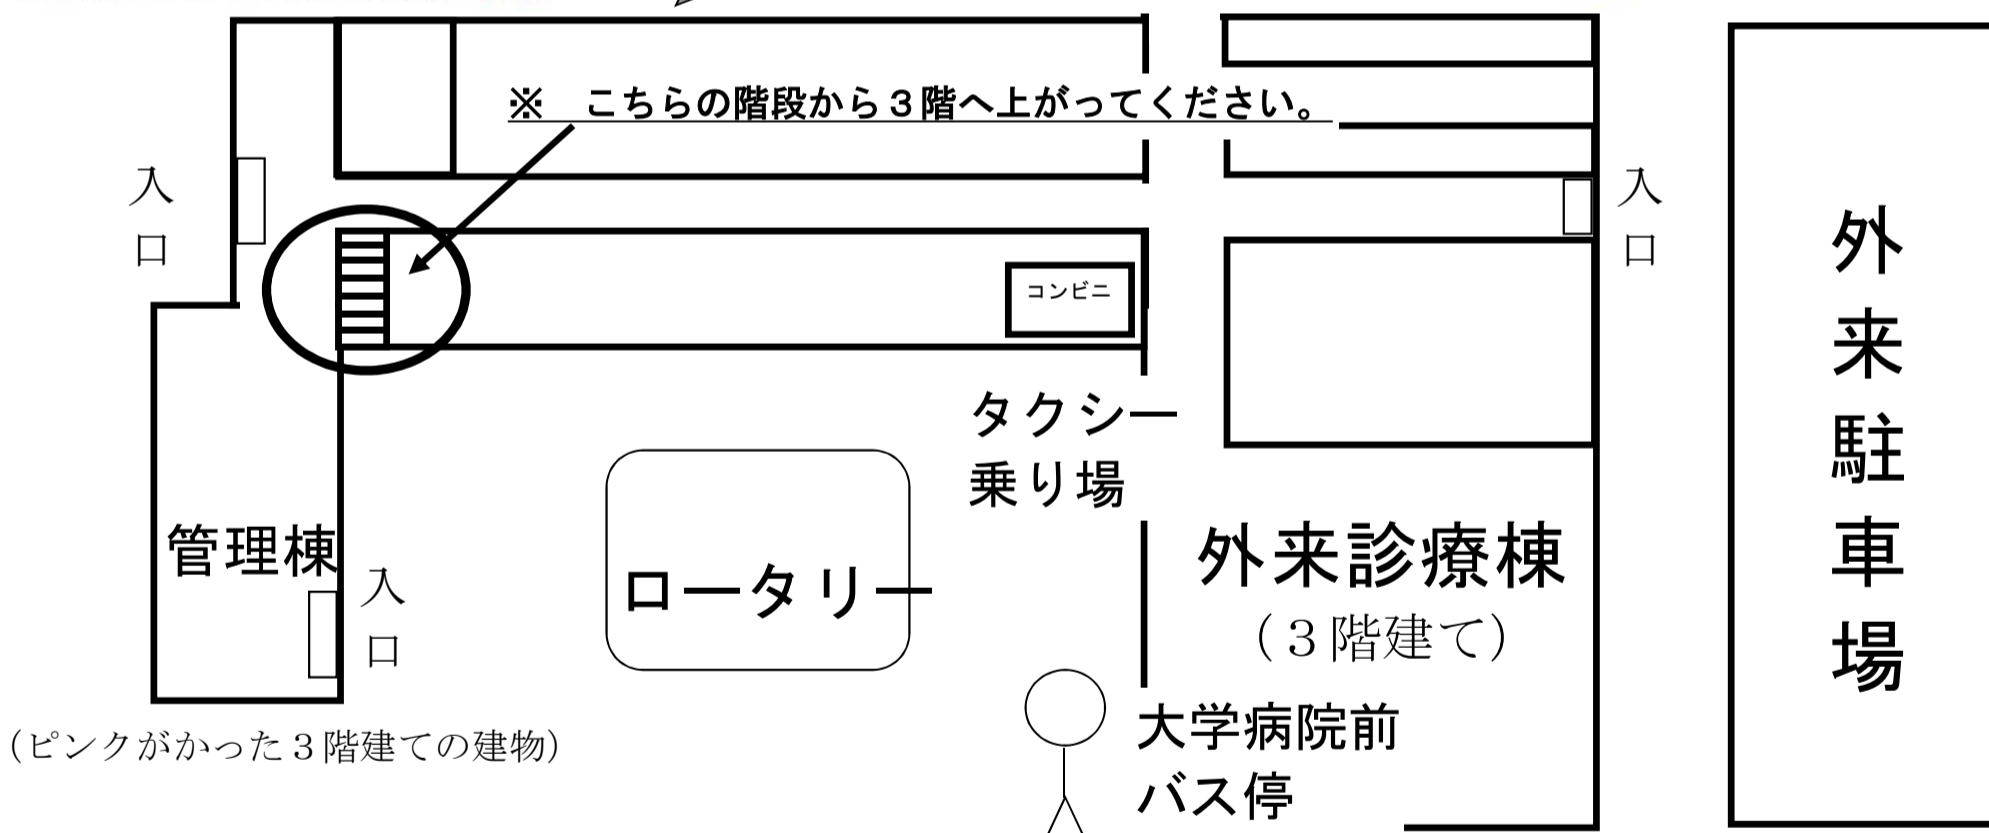 ※　こちらの階段から３階へ上がってください。
入口
入口
外来駐車場
コンビニ
タクシー
乗り場
管理棟
入口
ロータリー
外来診療棟
（３階建て）
大学病院前
バス停
（ピンクがかった３階建ての建物）